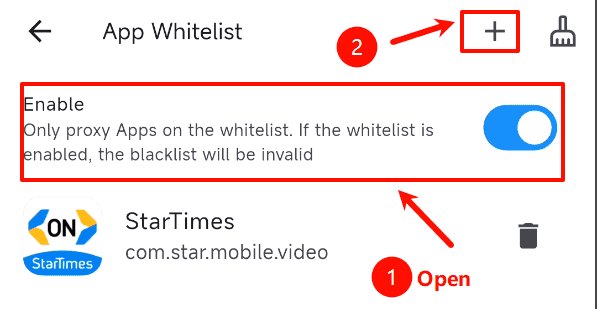 App Whitelist
2
Enable
Only proxy Apps on the whitelist. If the whitelist is
enabled, the blacklist will be invalid
ON
StarTimes
StarTimes
com.star.mobile.video
1 Open